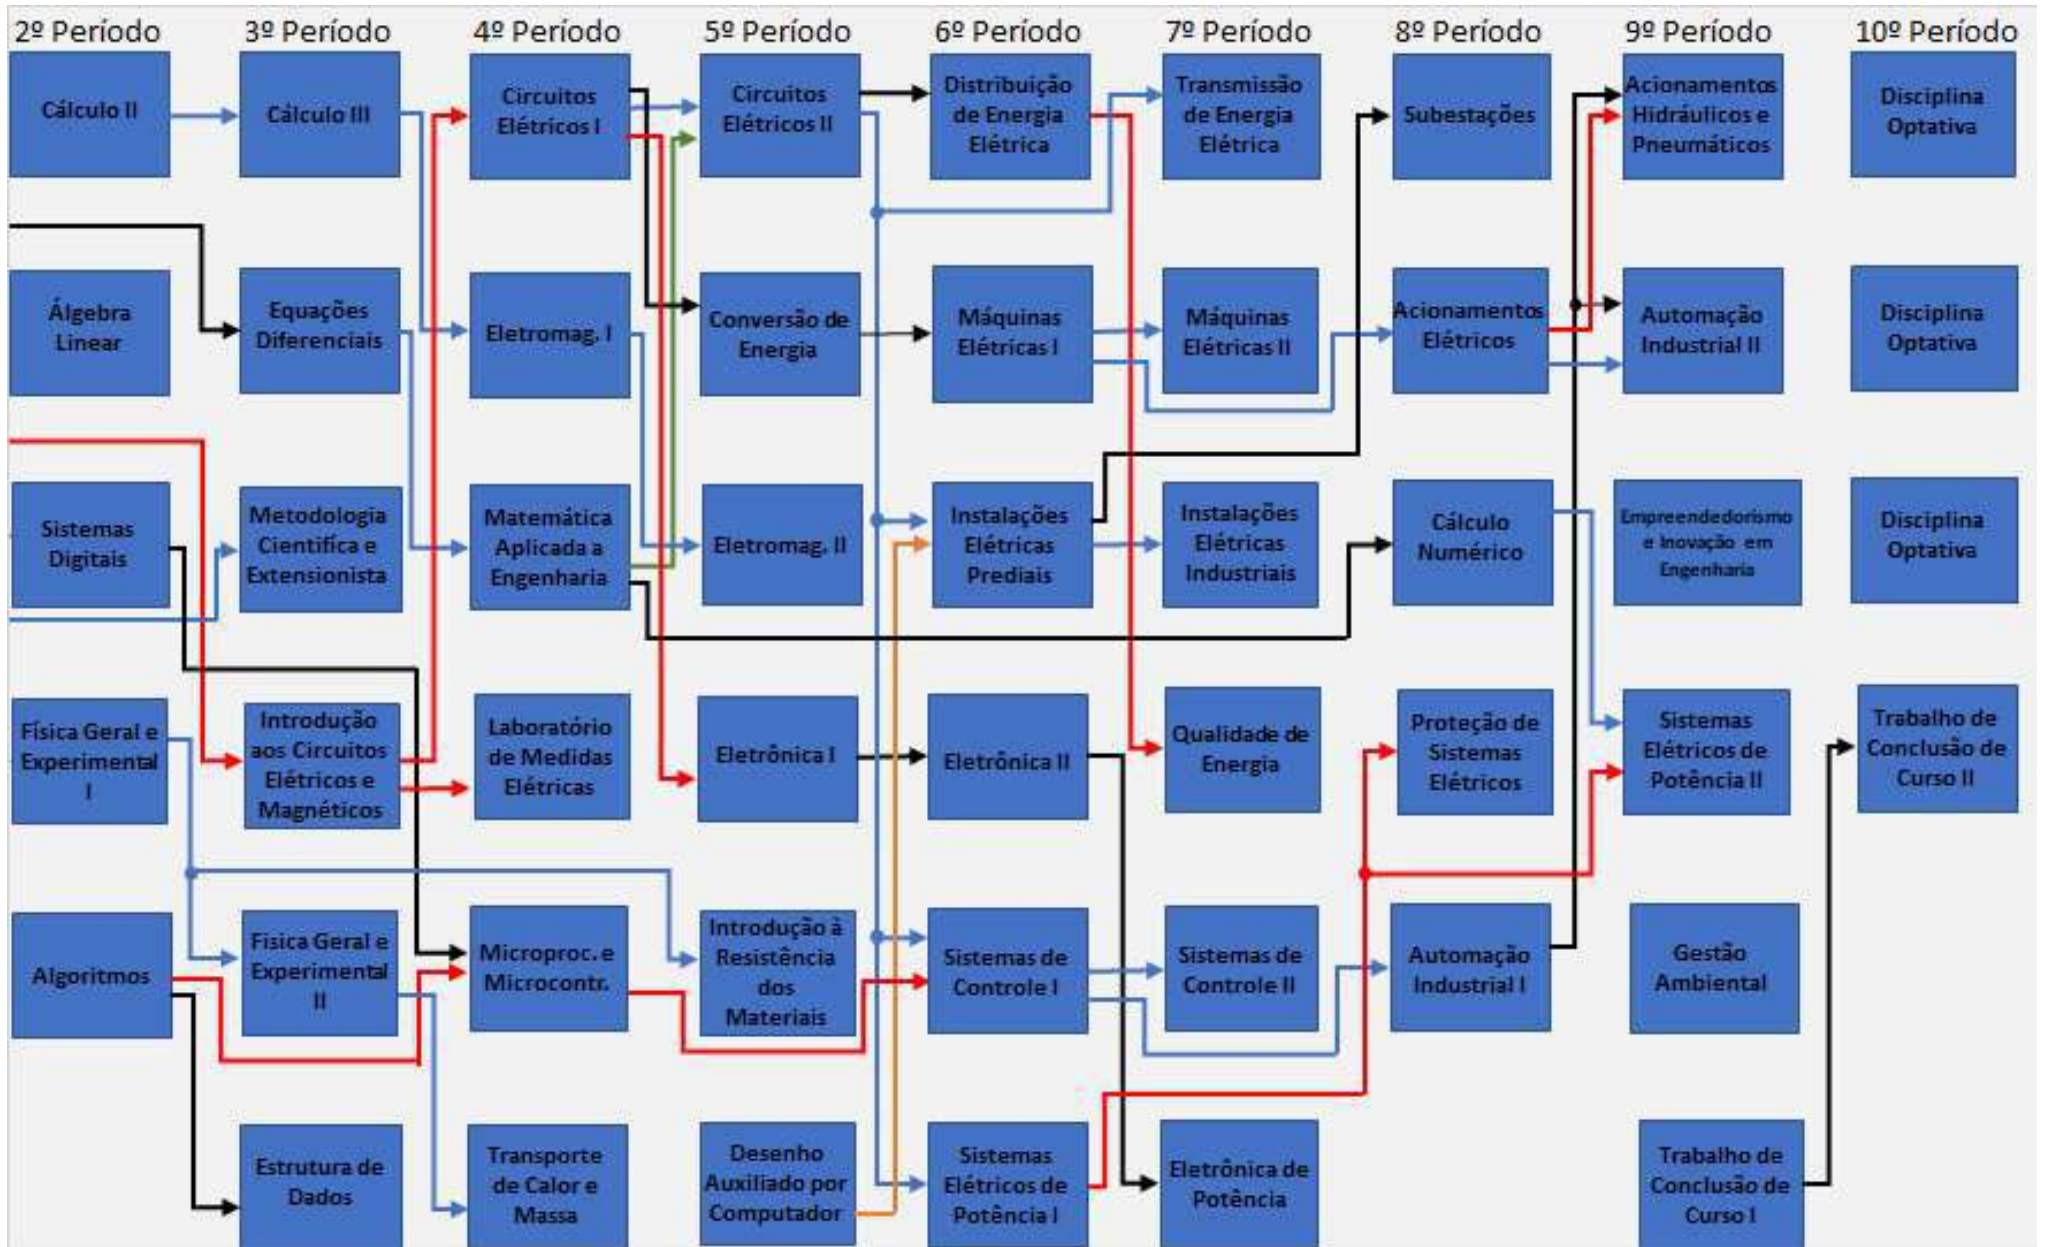 2º Período
3º Período
4º Período
5º Período
6º Período
7º Período
8º Período
9º Período
10º Período
Cálculo II
Cálculo III
Circuitos
Elétricos I
Circuitos
Elétricos II
Distribuição
de Energia
Elétrica
Transmissão
de Energia
Elétrica
Subestações
Acionamentos
Hidráulicos e
Pneumáticos
Disciplina
Optativa
Álgebra
Linear
Equações
Diferenciais
Eletromag. I
Conversão de
Energia
Máquinas
Elétricas I
Máquinas
Elétricas II
Acionamentos
Elétricos
Automação
Industrial II
Disciplina
Optativa
Sistemas
Digitais
Metodologia
Cientifíca e
Extensionista
Matemática
Aplicada a
Engenharia
Eletromag. II
Instalações
Elétricas
Prediais
Instalações
Elétricas
Industriais
Cálculo
Numérico
Empreendedorismo
e Inovação em
Engenharia
Disciplina
Optativa
Física Geral e
Experimental
I
Introdução
aos Circuitos
Elétricos e
Magnéticos
Laboratório
de Medidas
Elétricas
Eletrônica I
Eletrônica II
Qualidade de
Energia
Proteção de
Sistemas
Elétricos
Sistemas
Elétricos de
Potência II
Trabalho de
Conclusão de
Curso II
Algoritmos
Fisica Geral e
Experimental
II
Microproc. e
Microcontr.
Introdução à
Resistência
dos
Materiais
Sistemas de
Controle I
Sistemas de
Controle II
Automação
Industrial I
Gestão
Ambiental
Estrutura de
Dados
Transporte
de Calor e
Massa
Desenho
Auxiliado por
Computador
Sistemas
Elétricos de
Potência I
Eletrônica de
Potência
Trabalho de
Conclusão de
Curso I